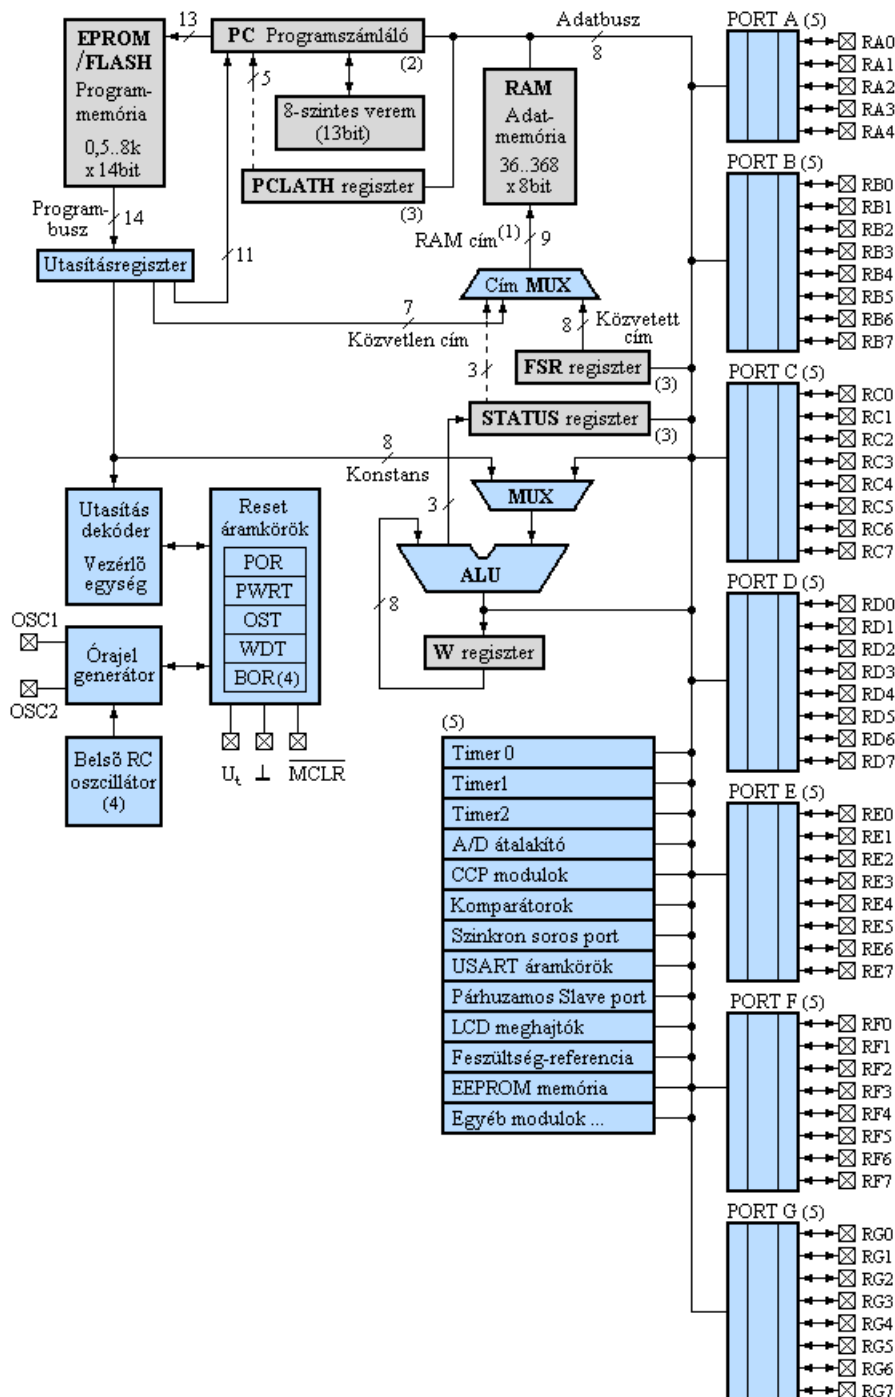 EPROM
/FLASH
Program-
memória
0,5..8k
x 14bit
13
PC Programszámláló
(2)
5
8-szintes verem
(13bit)
PCLATH regiszter
(3)
Adatbusz
8
RAM
Adat-
memória
36..368
x 8bit
Program-
busz
14
11
RAM cím(1)
9
Utasításregiszter
Cím MUX
7
Közvetlen cím
8
Közvetett
cím
3
FSR regiszter
(3)
STATUS regiszter
(3)
8
Konstans
3
MUX
ALU
8
W regiszter
Utasítás
dekóder
Vezérlő
egység
Reset
áramkörök
POR
PWRT
OST
WDT
BOR(4)
OSC1
OSC2
Órajel
generátor
Belső RC
oszcillátor
(4)
Ut
⊥
MCLR
(5)
Timer 0
Timer1
Timer2
A/D átalakító
CCP modulok
Komparátorok
Szinkron soros port
USART áramkörök
Párhuzamos Slave port
LCD meghajtók
Feszültség-referencia
EEPROM memória
Egyéb modulok ...
PORT A (5)
RA0
RA1
RA2
RA3
RA4
PORT B (5)
RB0
RB1
RB2
RB3
RB4
RB5
RB6
RB7
PORT C (5)
RC0
RC1
RC2
RC3
RC4
RC5
RC6
RC7
PORT D (5)
RD0
RD1
RD2
RD3
RD4
RD5
RD6
RD7
PORT E (5)
RE0
RE1
RE2
RE3
RE4
RE5
RE6
RE7
PORT F (5)
RF0
RF1
RF2
RF3
RF4
RF5
RF6
RF7
PORT G (5)
RG0
RG1
RG2
RG3
RG4
RG5
RG6
RG7